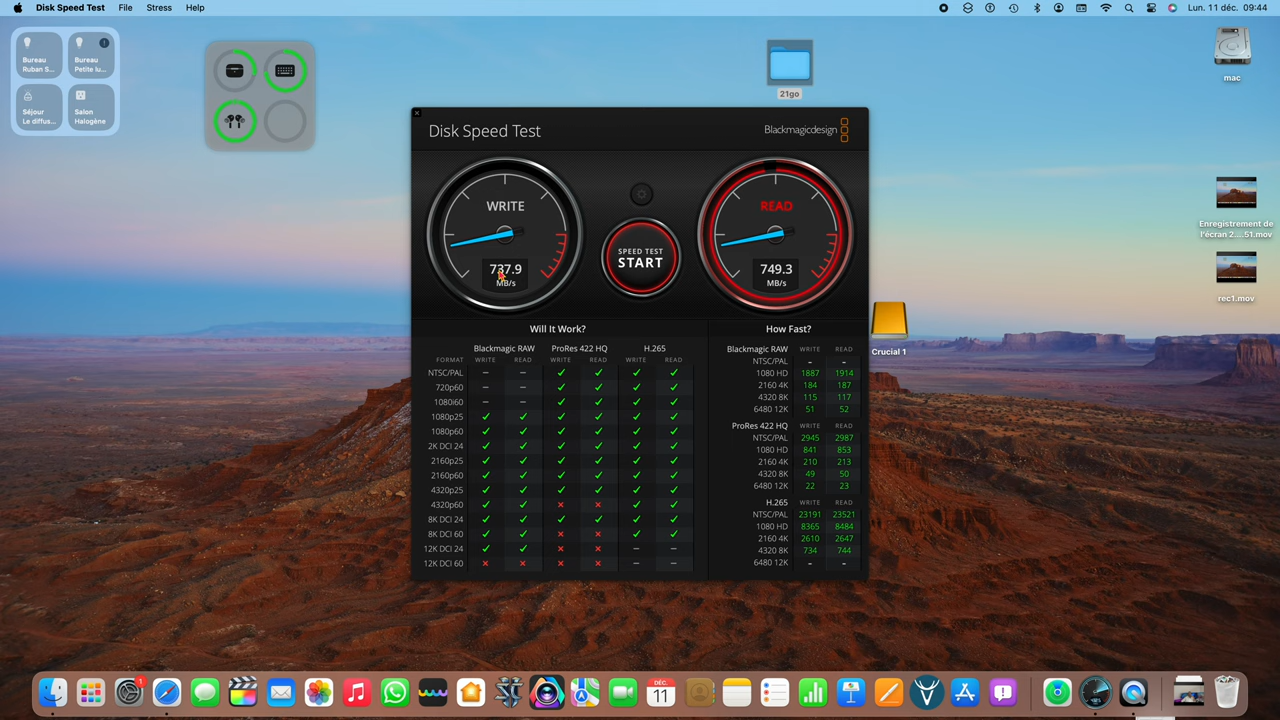 Disk Speed Test File Stress Help
Lun. 11 déc. 09:44
Bureau
Ruban S...
Bureau
Petite lu...
Séjour
Le diffus...
Salon
Halogène
21go
mac
Enregistrement de
l'écran 2....51.mov
rec1.mov
Crucial 1
Disk Speed Test
Blackmagicdesign
WRITE
737.9
MB/s
SPEED TEST
START
READ
749.3
MB/s
Will It Work?
Blackmagic RAW ProRes 422 HQ H.265
FORMAT WRITE READ WRITE READ WRITE READ
NTSC/PAL – – ✓ ✓ ✓ ✓
720p60 – – ✓ ✓ ✓ ✓
1080i60 – – ✓ ✓ ✓ ✓
1080p25 ✓ ✓ ✓ ✓ ✓ ✓
1080p60 ✓ ✓ ✓ ✓ ✓ ✓
2K DCI 24 ✓ ✓ ✓ ✓ ✓ ✓
2160p25 ✓ ✓ ✓ ✓ ✓ ✓
2160p60 ✓ ✓ ✓ ✓ ✓ ✓
4320p25 ✓ ✓ ✓ ✓ ✓ ✓
4320p60 ✓ ✓ × × ✓ ✓
8K DCI 24 ✓ ✓ ✓ ✓ ✓ ✓
8K DCI 60 ✓ ✓ × × ✓ ✓
12K DCI 24 ✓ ✓ × × – –
12K DCI 60 × × × × – –
How Fast?
Blackmagic RAW WRITE READ
NTSC/PAL - -
1080 HD 1887 1914
2160 4K 184 187
4320 8K 115 117
6480 12K 51 52
ProRes 422 HQ WRITE READ
NTSC/PAL 2945 2987
1080 HD 841 853
2160 4K 210 213
4320 8K 49 50
6480 12K 22 23
H.265 WRITE READ
NTSC/PAL 23191 23521
1080 HD 8365 8484
2160 4K 2610 2647
4320 8K 734 744
6480 12K - -
1
DÉC.
11